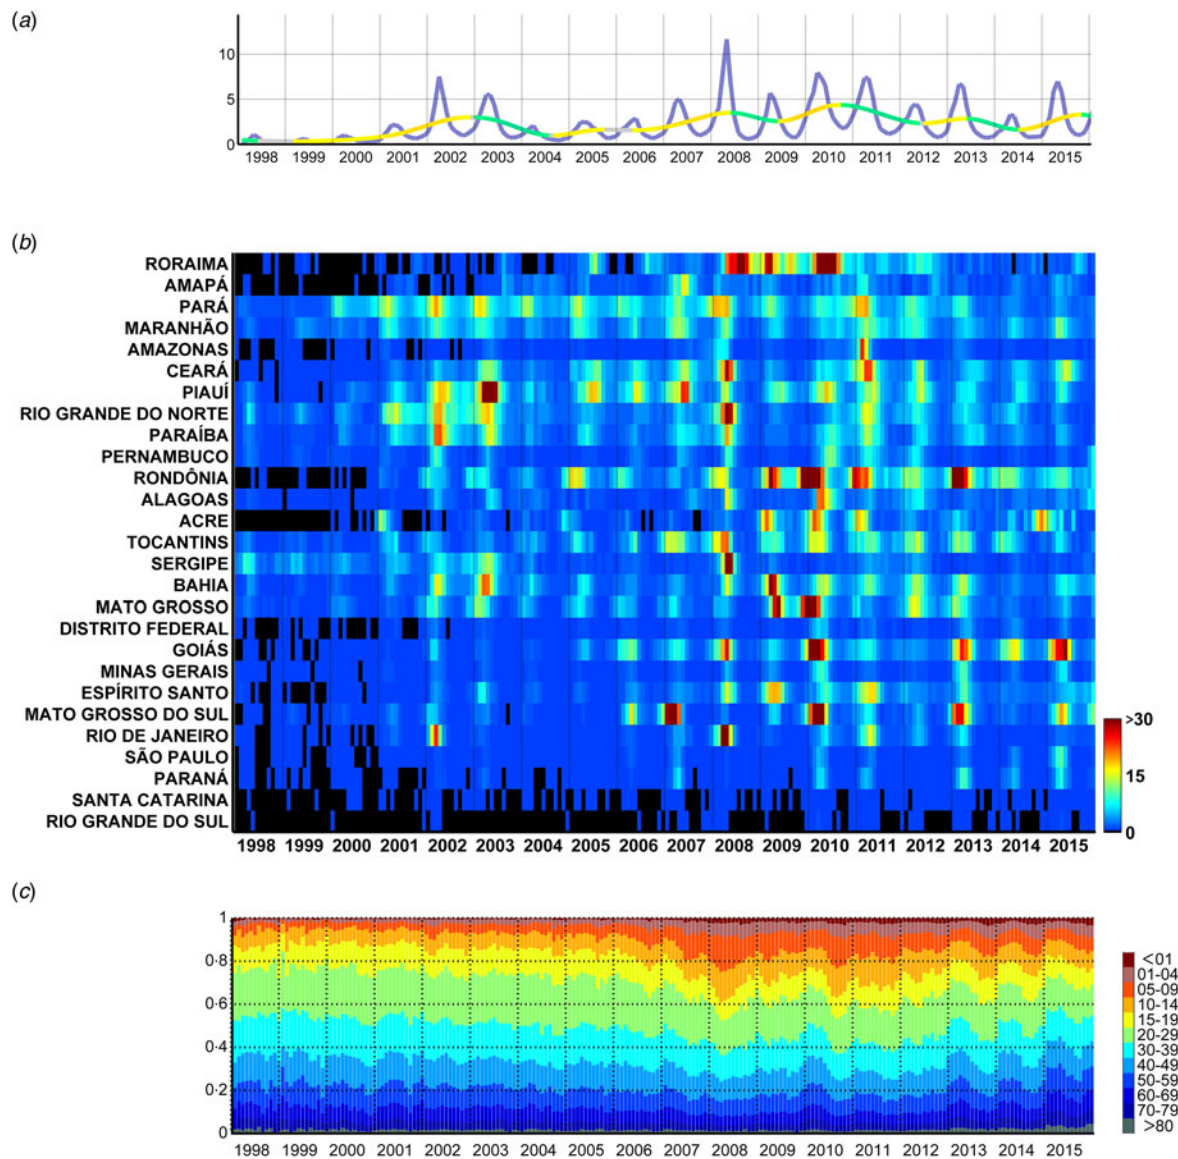 (a)
10
5
0
1998 1999 2000 2001 2002 2003 2004 2005 2006 2007 2008 2009 2010 2011 2012 2013 2014 2015
(b)
RORAIMA
AMAPÁ
PARÁ
MARANHÃO
AMAZONAS
CEARÁ
PIAUÍ
RIO GRANDE DO NORTE
PARAÍBA
PERNAMBUCO
RONDÔNIA
ALAGOAS
ACRE
TOCANTINS
SERGIPE
BAHIA
MATO GROSSO
DISTRITO FEDERAL
GOIÁS
MINAS GERAIS
ESPÍRITO SANTO
MATO GROSSO DO SUL
RIO DE JANEIRO
SÃO PAULO
PARANÁ
SANTA CATARINA
RIO GRANDE DO SUL
>30
15
0
1998 1999 2000 2001 2002 2003 2004 2005 2006 2007 2008 2009 2010 2011 2012 2013 2014 2015
(c)
1
0·8
0·6
0·4
0·2
0
<01
01-04
05-09
10-14
15-19
20-29
30-39
40-49
50-59
60-69
70-79
>80
1998 1999 2000 2001 2002 2003 2004 2005 2006 2007 2008 2009 2010 2011 2012 2013 2014 2015